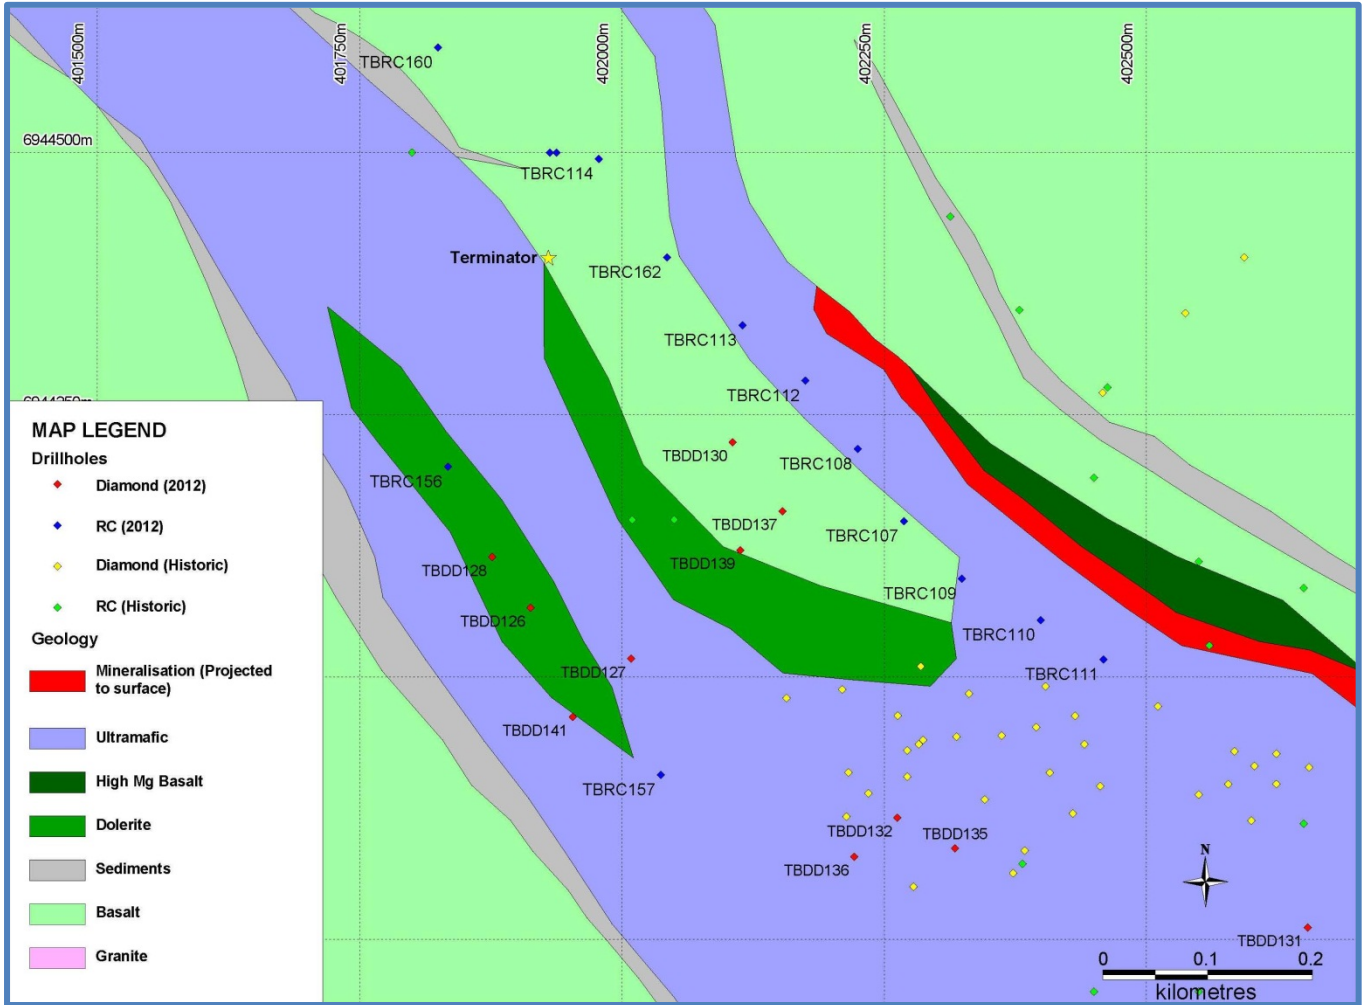 401500m
401750m
402000m
402250m
402500m
TBRC160
6944500m
TBRC114
Terminator
TBRC162
TBRC113
TBRC112
TBDD130
TBRC108
TBRC156
TBDD137
TBRC107
TBDD139
TBDD128
TBRC109
TBDD126
TBRC110
TBDD127
TBRC111
TBDD141
TBRC157
TBDD132
TBDD135
TBDD136
TBDD131
MAP LEGEND
Drillholes
Diamond (2012)
RC (2012)
Diamond (Historic)
RC (Historic)
Geology
Mineralisation (Projected
to surface)
Ultramafic
High Mg Basalt
Dolerite
Sediments
Basalt
Granite
N
0 0.1 0.2
kilometres